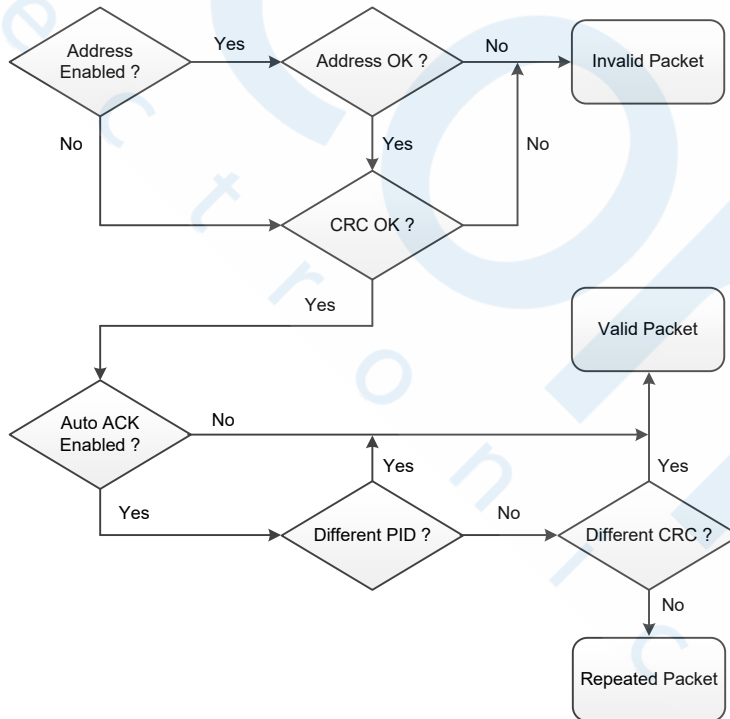 Address
Enabled ?
Yes
Address OK ?
No
Invalid Packet
No
Yes
No
CRC OK ?
Yes
Valid Packet
Auto ACK
Enabled ?
No
Yes
Yes
Yes
Different PID ?
No
Different CRC ?
No
Repeated Packet
e c t r o n i c